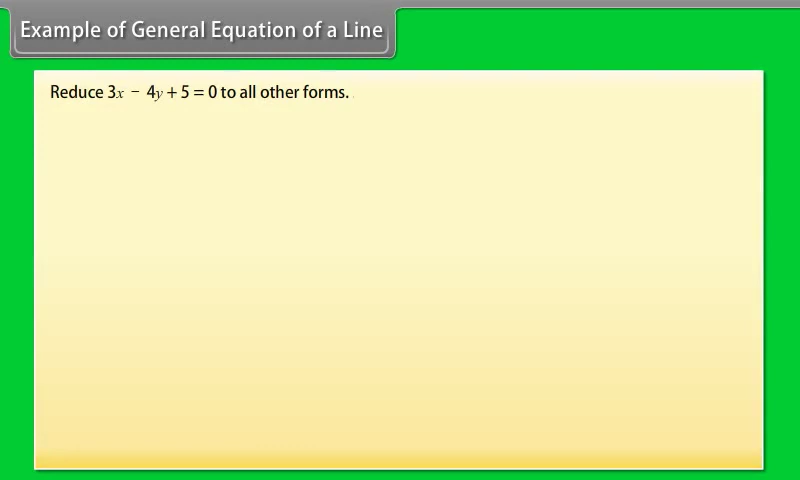 Example of General Equation of a Line
Reduce 3x − 4y + 5 = 0 to all other forms.